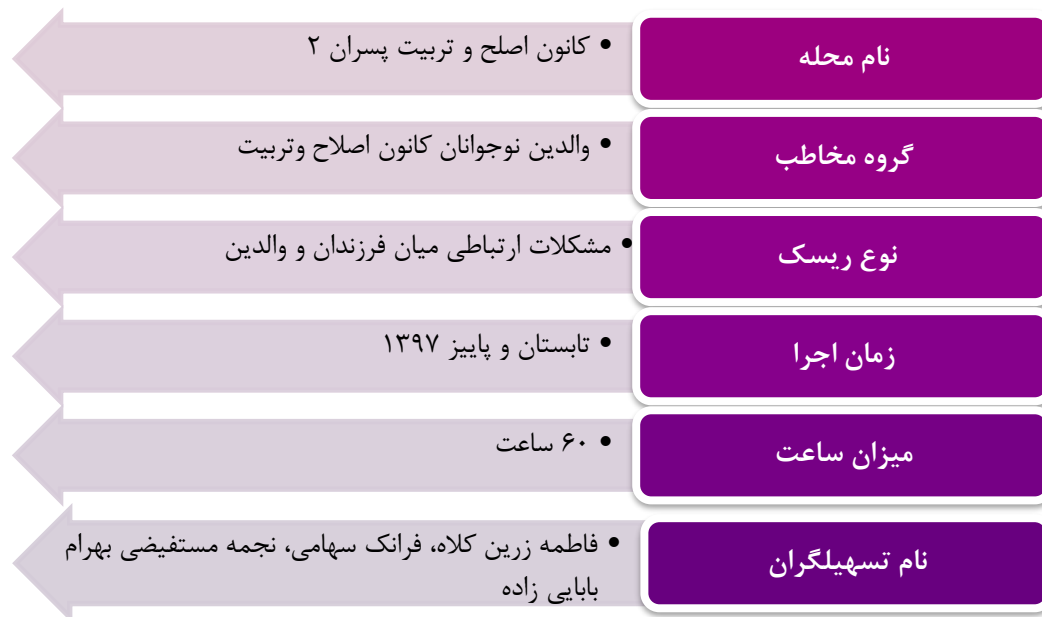 نام محله
• کانون اصلح و تربیت پسران ۲
گروه مخاطب
• والدین نوجوانان کانون اصلاح وتربیت
نوع ریسک
• مشکلات ارتباطی میان فرزندان و والدین
زمان اجرا
• تابستان و پاییز ۱۳۹۷
میزان ساعت
• ۶۰ ساعت
نام تسهیلگران
• فاطمه زرین کلاه، فرانک سهامی، نجمه مستفیضی بهرام
بابایی زاده